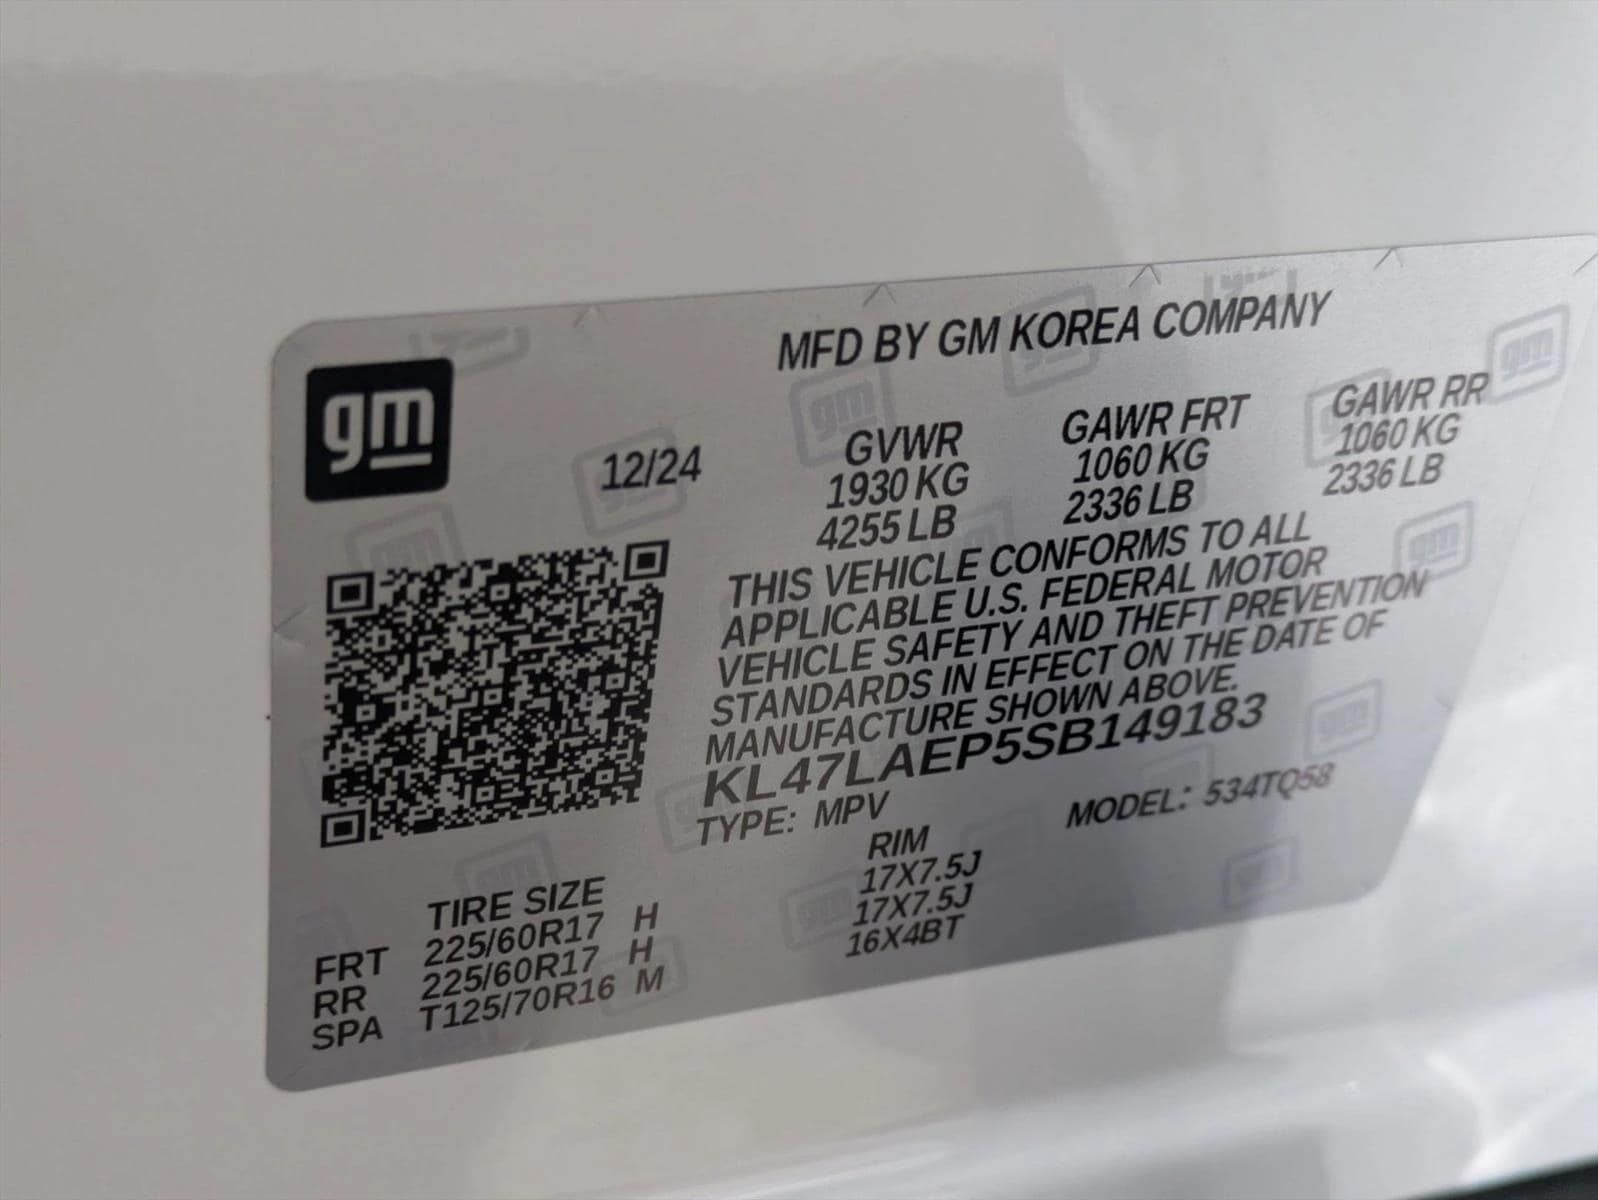 gm
MFD BY GM KOREA COMPANY
12/24
GVWR GAWR FRT GAWR RR
1930 KG 1060 KG 1060 KG
4255 LB 2336 LB 2336 LB
THIS VEHICLE CONFORMS TO ALL
APPLICABLE U.S. FEDERAL MOTOR
VEHICLE SAFETY AND THEFT PREVENTION
STANDARDS IN EFFECT ON THE DATE OF
MANUFACTURE SHOWN ABOVE.
KL47LAEP5SB149183
TYPE: MPV MODEL: 534TQ58
TIRE SIZE RIM
FRT 225/60R17 H 17X7.5J
RR 225/60R17 H 17X7.5J
SPA T125/70R16 M 16X4BT